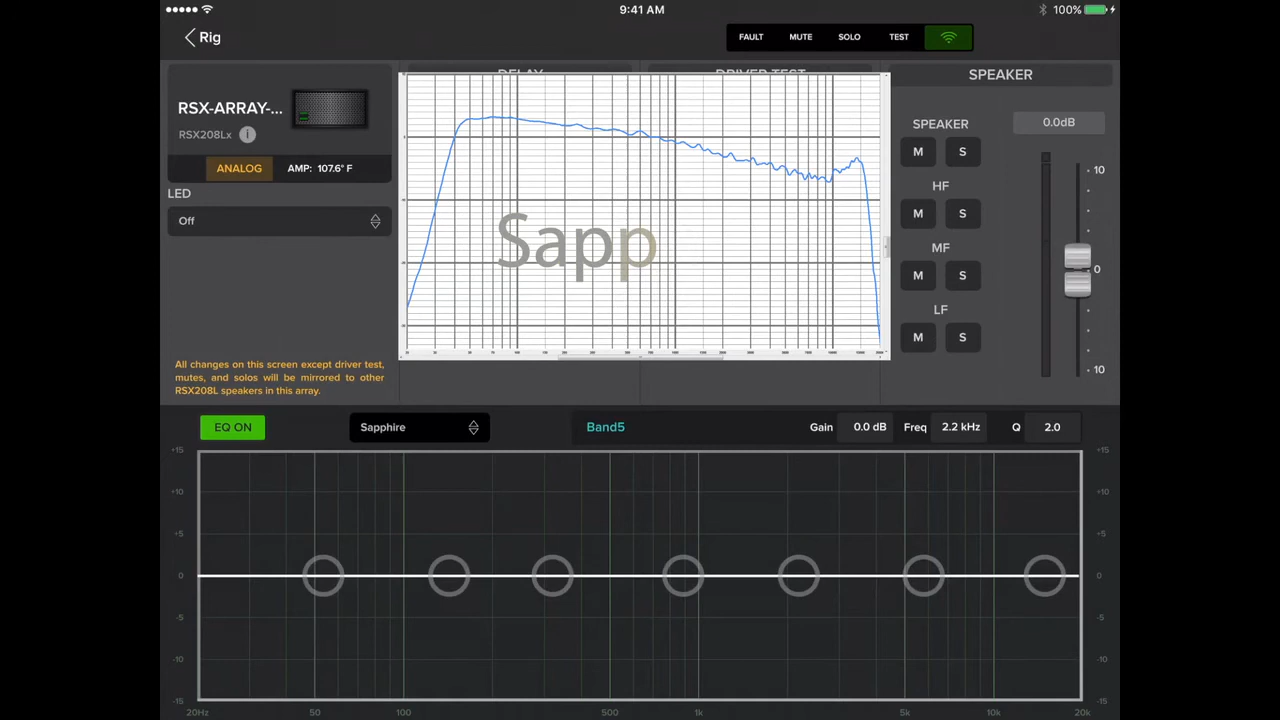 9:41 AM
100%
Rig
FAULT MUTE SOLO TEST
DELAY
DRIVER TEST
SPEAKER
RSX-ARRAY-...
RSX208Lx i
ANALOG AMP: 107.6° F
LED
Off
All changes on this screen except driver test,
mutes, and solos will be mirrored to other
RSX208L speakers in this array.
Sapp
SPEAKER
M S
HF
M S
MF
M S
LF
M S
0.0dB
10
0
10
EQ ON
Sapphire
Band5
Gain 0.0 dB Freq 2.2 kHz Q 2.0
+15 +15
+10 +10
+5 +5
0 0
-5 -5
-10 -10
-15 -15
20Hz 50 100 500 1k 5k 10k 20k